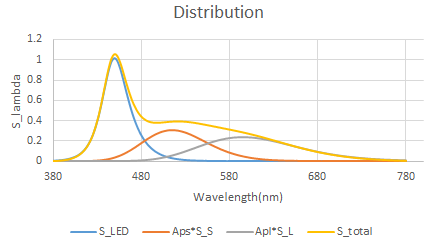 Distribution
S_lambda
1.2
1
0.8
0.6
0.4
0.2
0
380 480 580 680 780
Wavelength(nm)
S_LED Aps*S_S Apl*S_L S_total